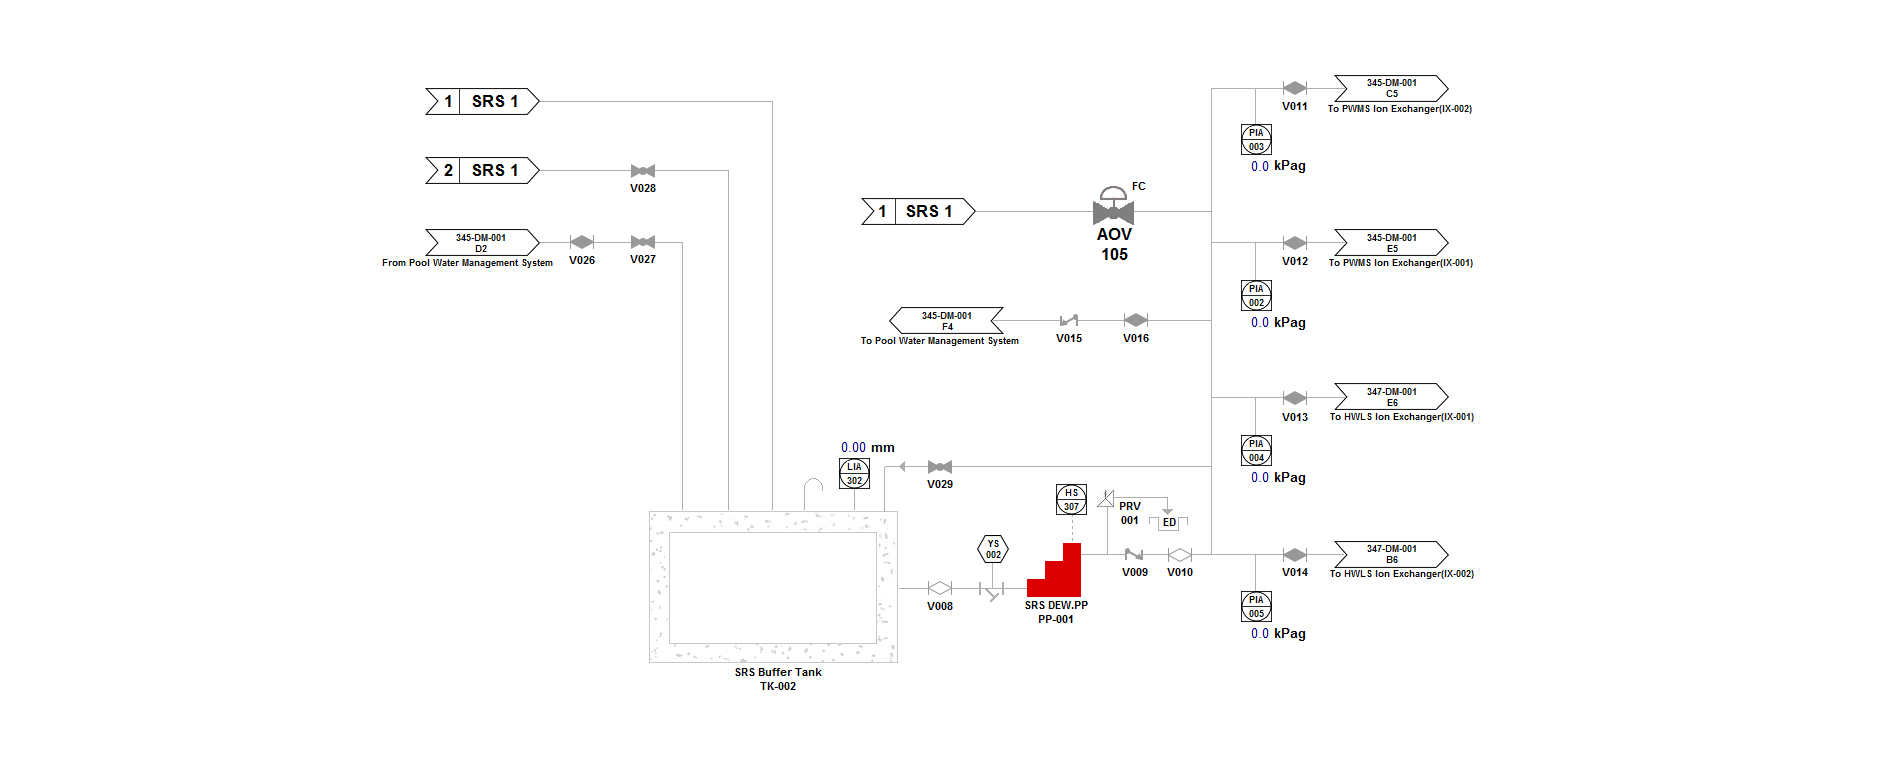 1 SRS 1
2 SRS 1
V028
345-DM-001
D2
From Pool Water Management System
V026
V027
1 SRS 1
FC
AOV
105
345-DM-001
F4
To Pool Water Management System
V015
V016
345-DM-001
C5
To PWMS Ion Exchanger(IX-002)
V011
PIA
003
0.0 kPag
345-DM-001
E5
To PWMS Ion Exchanger(IX-001)
V012
PIA
002
0.0 kPag
347-DM-001
E6
To HWLS Ion Exchanger(IX-001)
V013
PIA
004
0.0 kPag
347-DM-001
B6
To HWLS Ion Exchanger(IX-002)
V014
PIA
005
0.0 kPag
0.00 mm
LIA
302
V029
HS
307
PRV
001
ED
YS
002
V009
V010
V008
SRS DEW.PP
PP-001
SRS Buffer Tank
TK-002